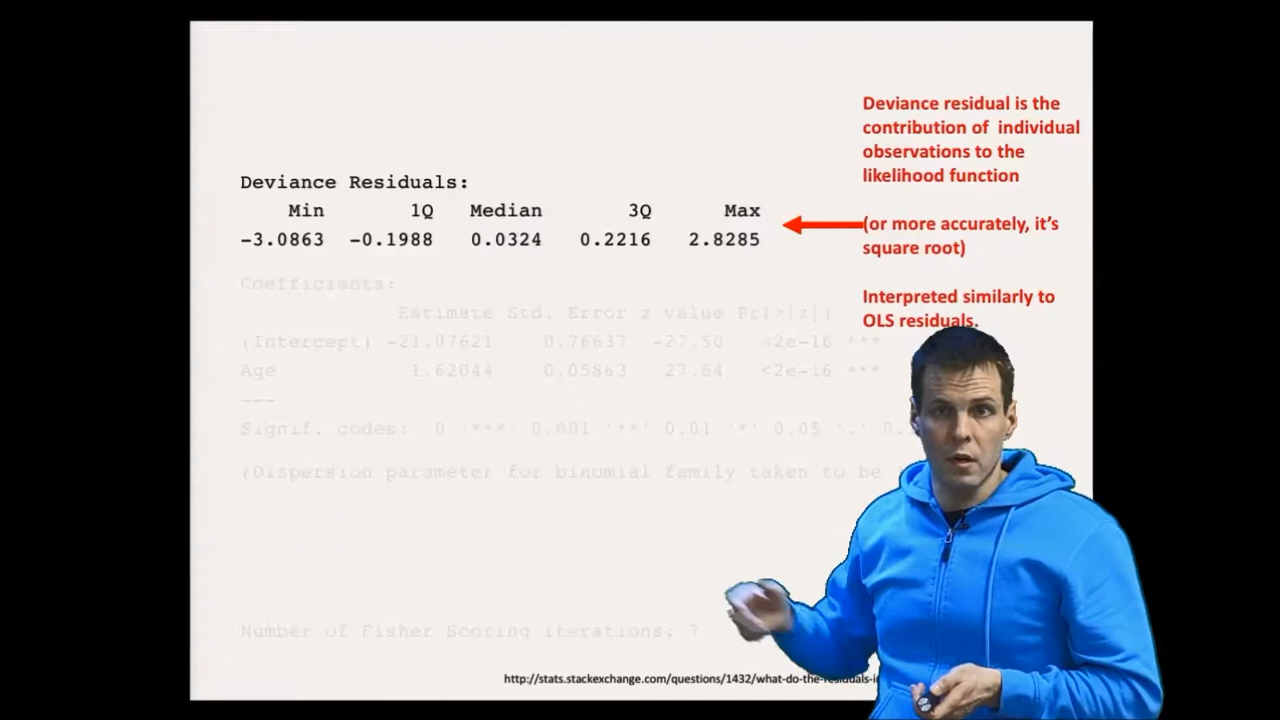 Deviance residual is the
contribution of  individual
observations to the
likelihood function
(or more accurately, it's
square root)
Interpreted similarly to
OLS residuals.
Deviance Residuals:
Min 1Q Median 3Q Max
-3.0863 -0.1988 0.0324 0.2216 2.8285
Coefficients:
Estimate Std. Error z value Pr(>|z|)
(Intercept) -21.07621 0.76637 -27.50 <2e-16 ***
Age 1.62044 0.05863 27.64 <2e-16 ***
---
Signif. codes: 0 '***' 0.001 '**' 0.01 '*' 0.05 '.' 0.
(Dispersion parameter for binomial family taken to be
Number of Fisher Scoring iterations: 7
http://stats.stackexchange.com/questions/1432/what-do-the-residuals-i